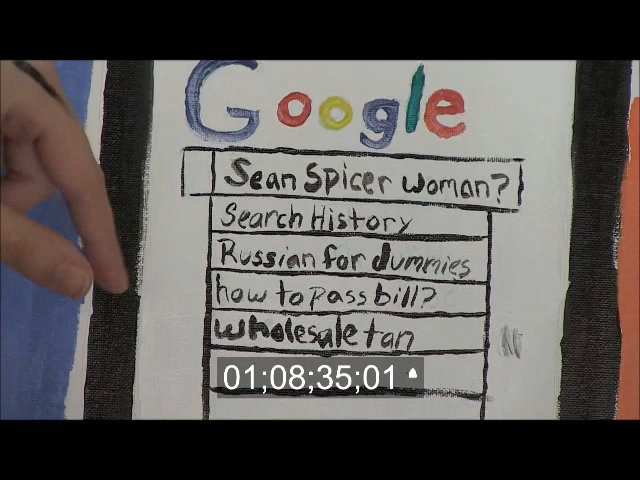 Google
Sean Spicer woman?
Search History
Russian for dummies
how to pass bill?
wholesale tan
N
01;08;35;01